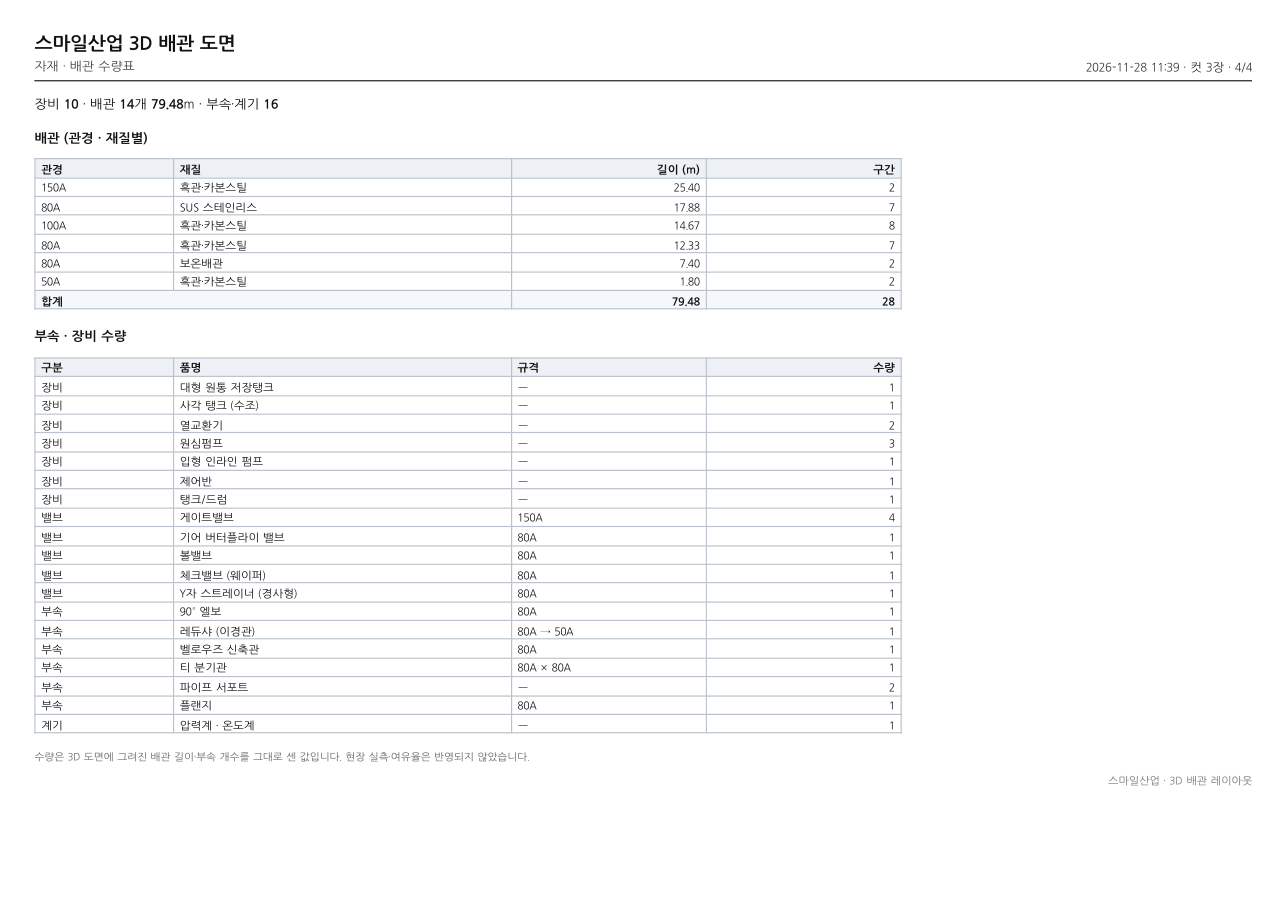 스마일산업 3D 배관 도면
자재 · 배관 수량표
2026-11-28 11:39 · 컷 3장 · 4/4
장비 10 · 배관 14개 79.48m · 부속·계기 16
배관 (관경 · 재질별)
관경 재질 길이 (m) 구간
150A 흑관·카본스틸 25.40 2
80A SUS 스테인리스 17.88 7
100A 흑관·카본스틸 14.67 8
80A 흑관·카본스틸 12.33 7
80A 보온배관 7.40 2
50A 흑관·카본스틸 1.80 2
합계 79.48 28
부속 · 장비 수량
구분 품명 규격 수량
장비 대형 원통 저장탱크 — 1
장비 사각 탱크 (수조) — 1
장비 열교환기 — 2
장비 원심펌프 — 3
장비 입형 인라인 펌프 — 1
장비 제어반 — 1
장비 탱크/드럼 — 1
밸브 게이트밸브 150A 4
밸브 기어 버터플라이 밸브 80A 1
밸브 볼밸브 80A 1
밸브 체크밸브 (웨이퍼) 80A 1
밸브 Y자 스트레이너 (경사형) 80A 1
부속 90° 엘보 80A 1
부속 레듀샤 (이경관) 80A → 50A 1
부속 벨로우즈 신축관 80A 1
부속 티 분기관 80A × 80A 1
부속 파이프 서포트 — 2
부속 플랜지 80A 1
계기 압력계 · 온도계 — 1
수량은 3D 도면에 그려진 배관 길이·부속 개수를 그대로 센 값입니다. 현장 실측·여유율은 반영되지 않았습니다.
스마일산업 · 3D 배관 레이아웃